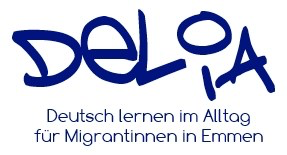 DeLiA
Deutsch lernen im Alltag
für Migrantinnen in Emmen